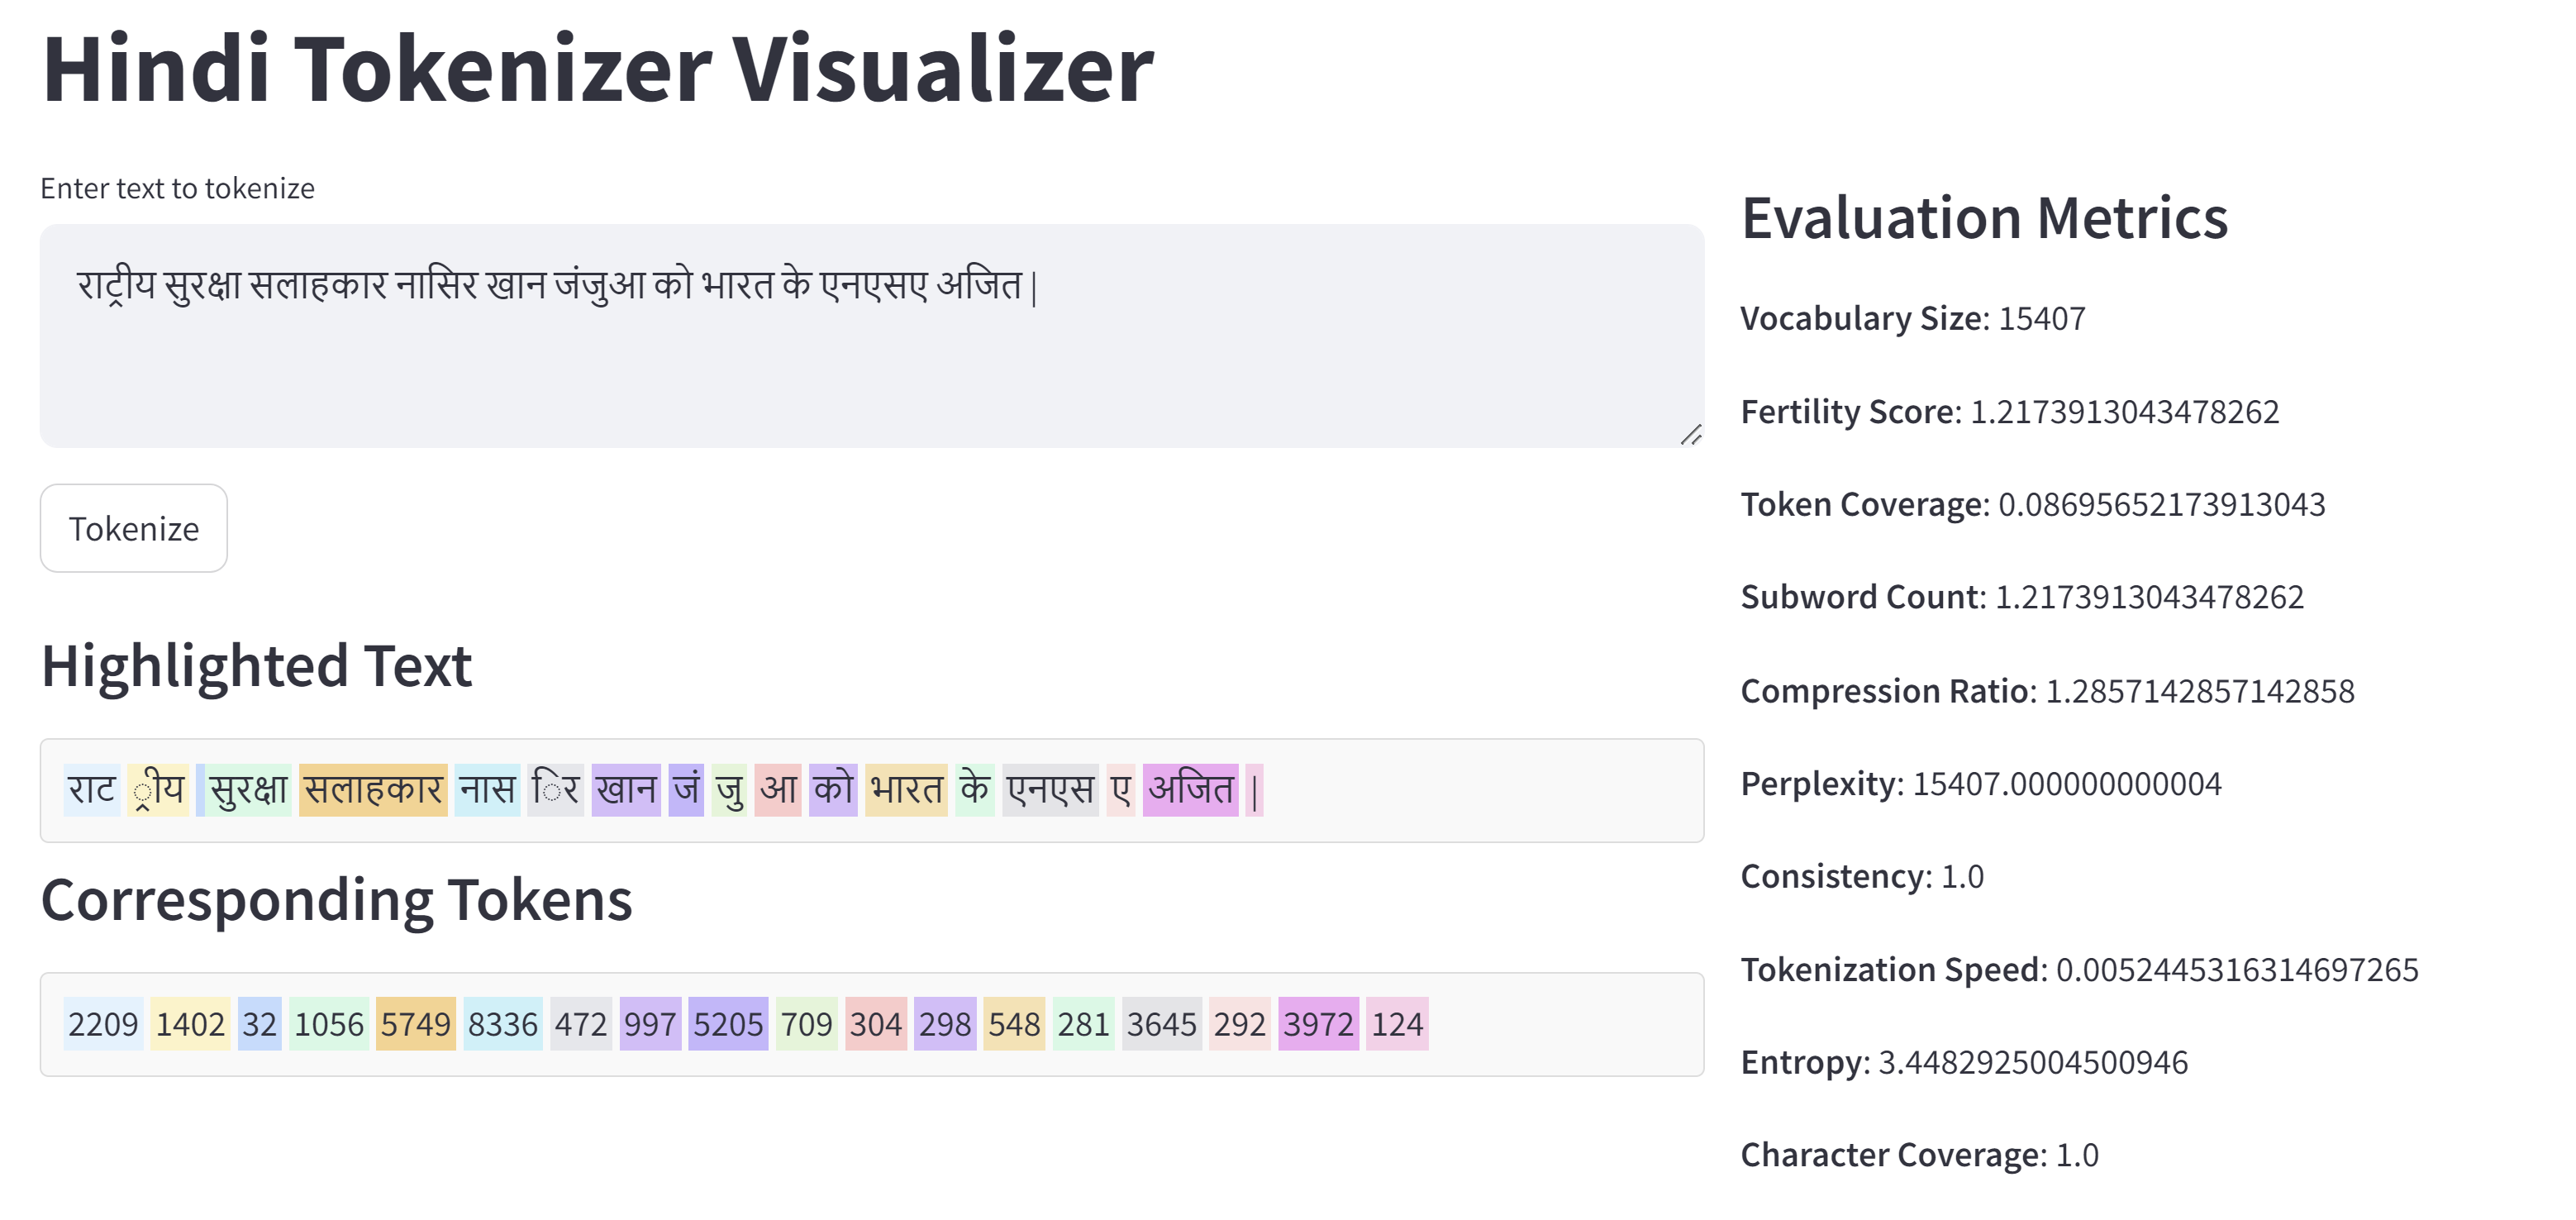 Hindi Tokenizer Visualizer
Enter text to tokenize
राट्रीय सुरक्षा सलाहकार नासिर खान जंजुआ को भारत के एनएसए अजित |
Tokenize
Highlighted Text
राट ्रीय सुरक्षा सलाहकार नास िर खान जं जु आ को भारत के एनएस ए अजित |
Corresponding Tokens
2209 1402 32 1056 5749 8336 472 997 5205 709 304 298 548 281 3645 292 3972 124
Evaluation Metrics
Vocabulary Size: 15407
Fertility Score: 1.2173913043478262
Token Coverage: 0.08695652173913043
Subword Count: 1.2173913043478262
Compression Ratio: 1.2857142857142858
Perplexity: 15407.000000000004
Consistency: 1.0
Tokenization Speed: 0.0052445316314697265
Entropy: 3.4482925004500946
Character Coverage: 1.0